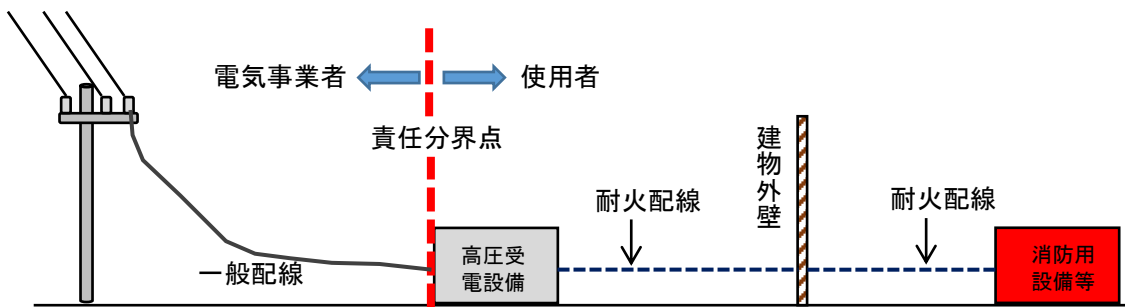 電気事業者
使用者
責任分界点
建物外壁
耐火配線
耐火配線
一般配線
高圧受
電設備
消防用
設備等